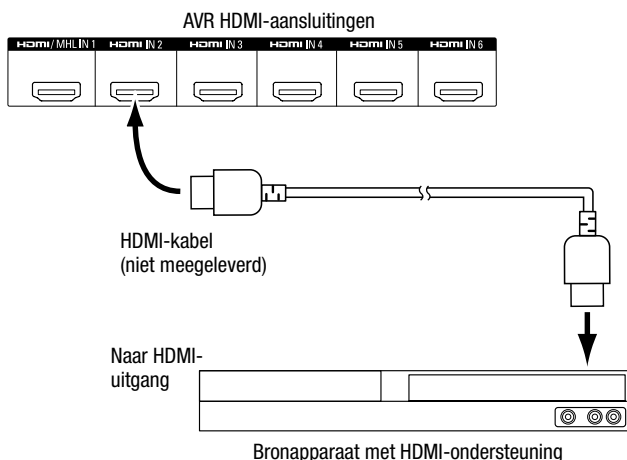 AVR HDMI-aansluitingen
HDMI/ MHL IN 1 HDMI IN 2 HDMI IN 3 HDMI IN 4 HDMI IN 5 HDMI IN 6
HDMI-kabel
(niet meegeleverd)
Naar HDMI-
uitgang
Bronapparaat met HDMI-ondersteuning